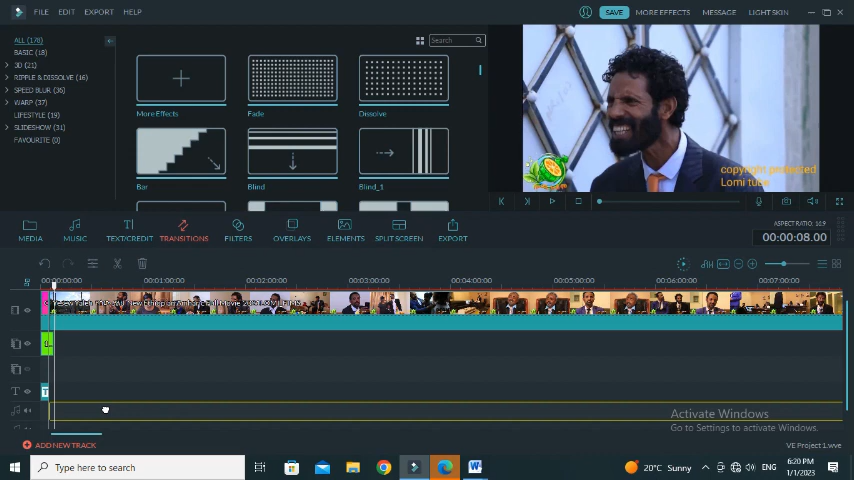 FILE EDIT EXPORT HELP
SAVE MORE EFFECTS MESSAGE LIGHT SKIN
ALL (178)
BASIC (18)
3D (21)
RIPPLE & DISSOLVE (16)
SPEED BLUR (36)
WARP (37)
LIFESTYLE (19)
SLIDESHOW (31)
FAVOURITE (0)
Search
More Effects Fade Dissolve
Bar Blind Blind_1
copyright protected
Lomi tube
MEDIA MUSIC TEXT/CREDIT TRANSITIONS FILTERS OVERLAYS ELEMENTS SPLIT SCREEN EXPORT
ASPECT RATIO: 16:9
00:00:08.00
00:00:00:00 00:01:00:00 00:02:00:00 00:03:00:00 00:04:00:00 00:05:00:00 00:06:00:00 00:07:00:00
New Ethiopian
Activate Windows
Go to Settings to activate Windows.
ADD NEW TRACK
VE Project 1.wve
Type here to search
20°C Sunny
ENG
6:20 PM
1/1/2023